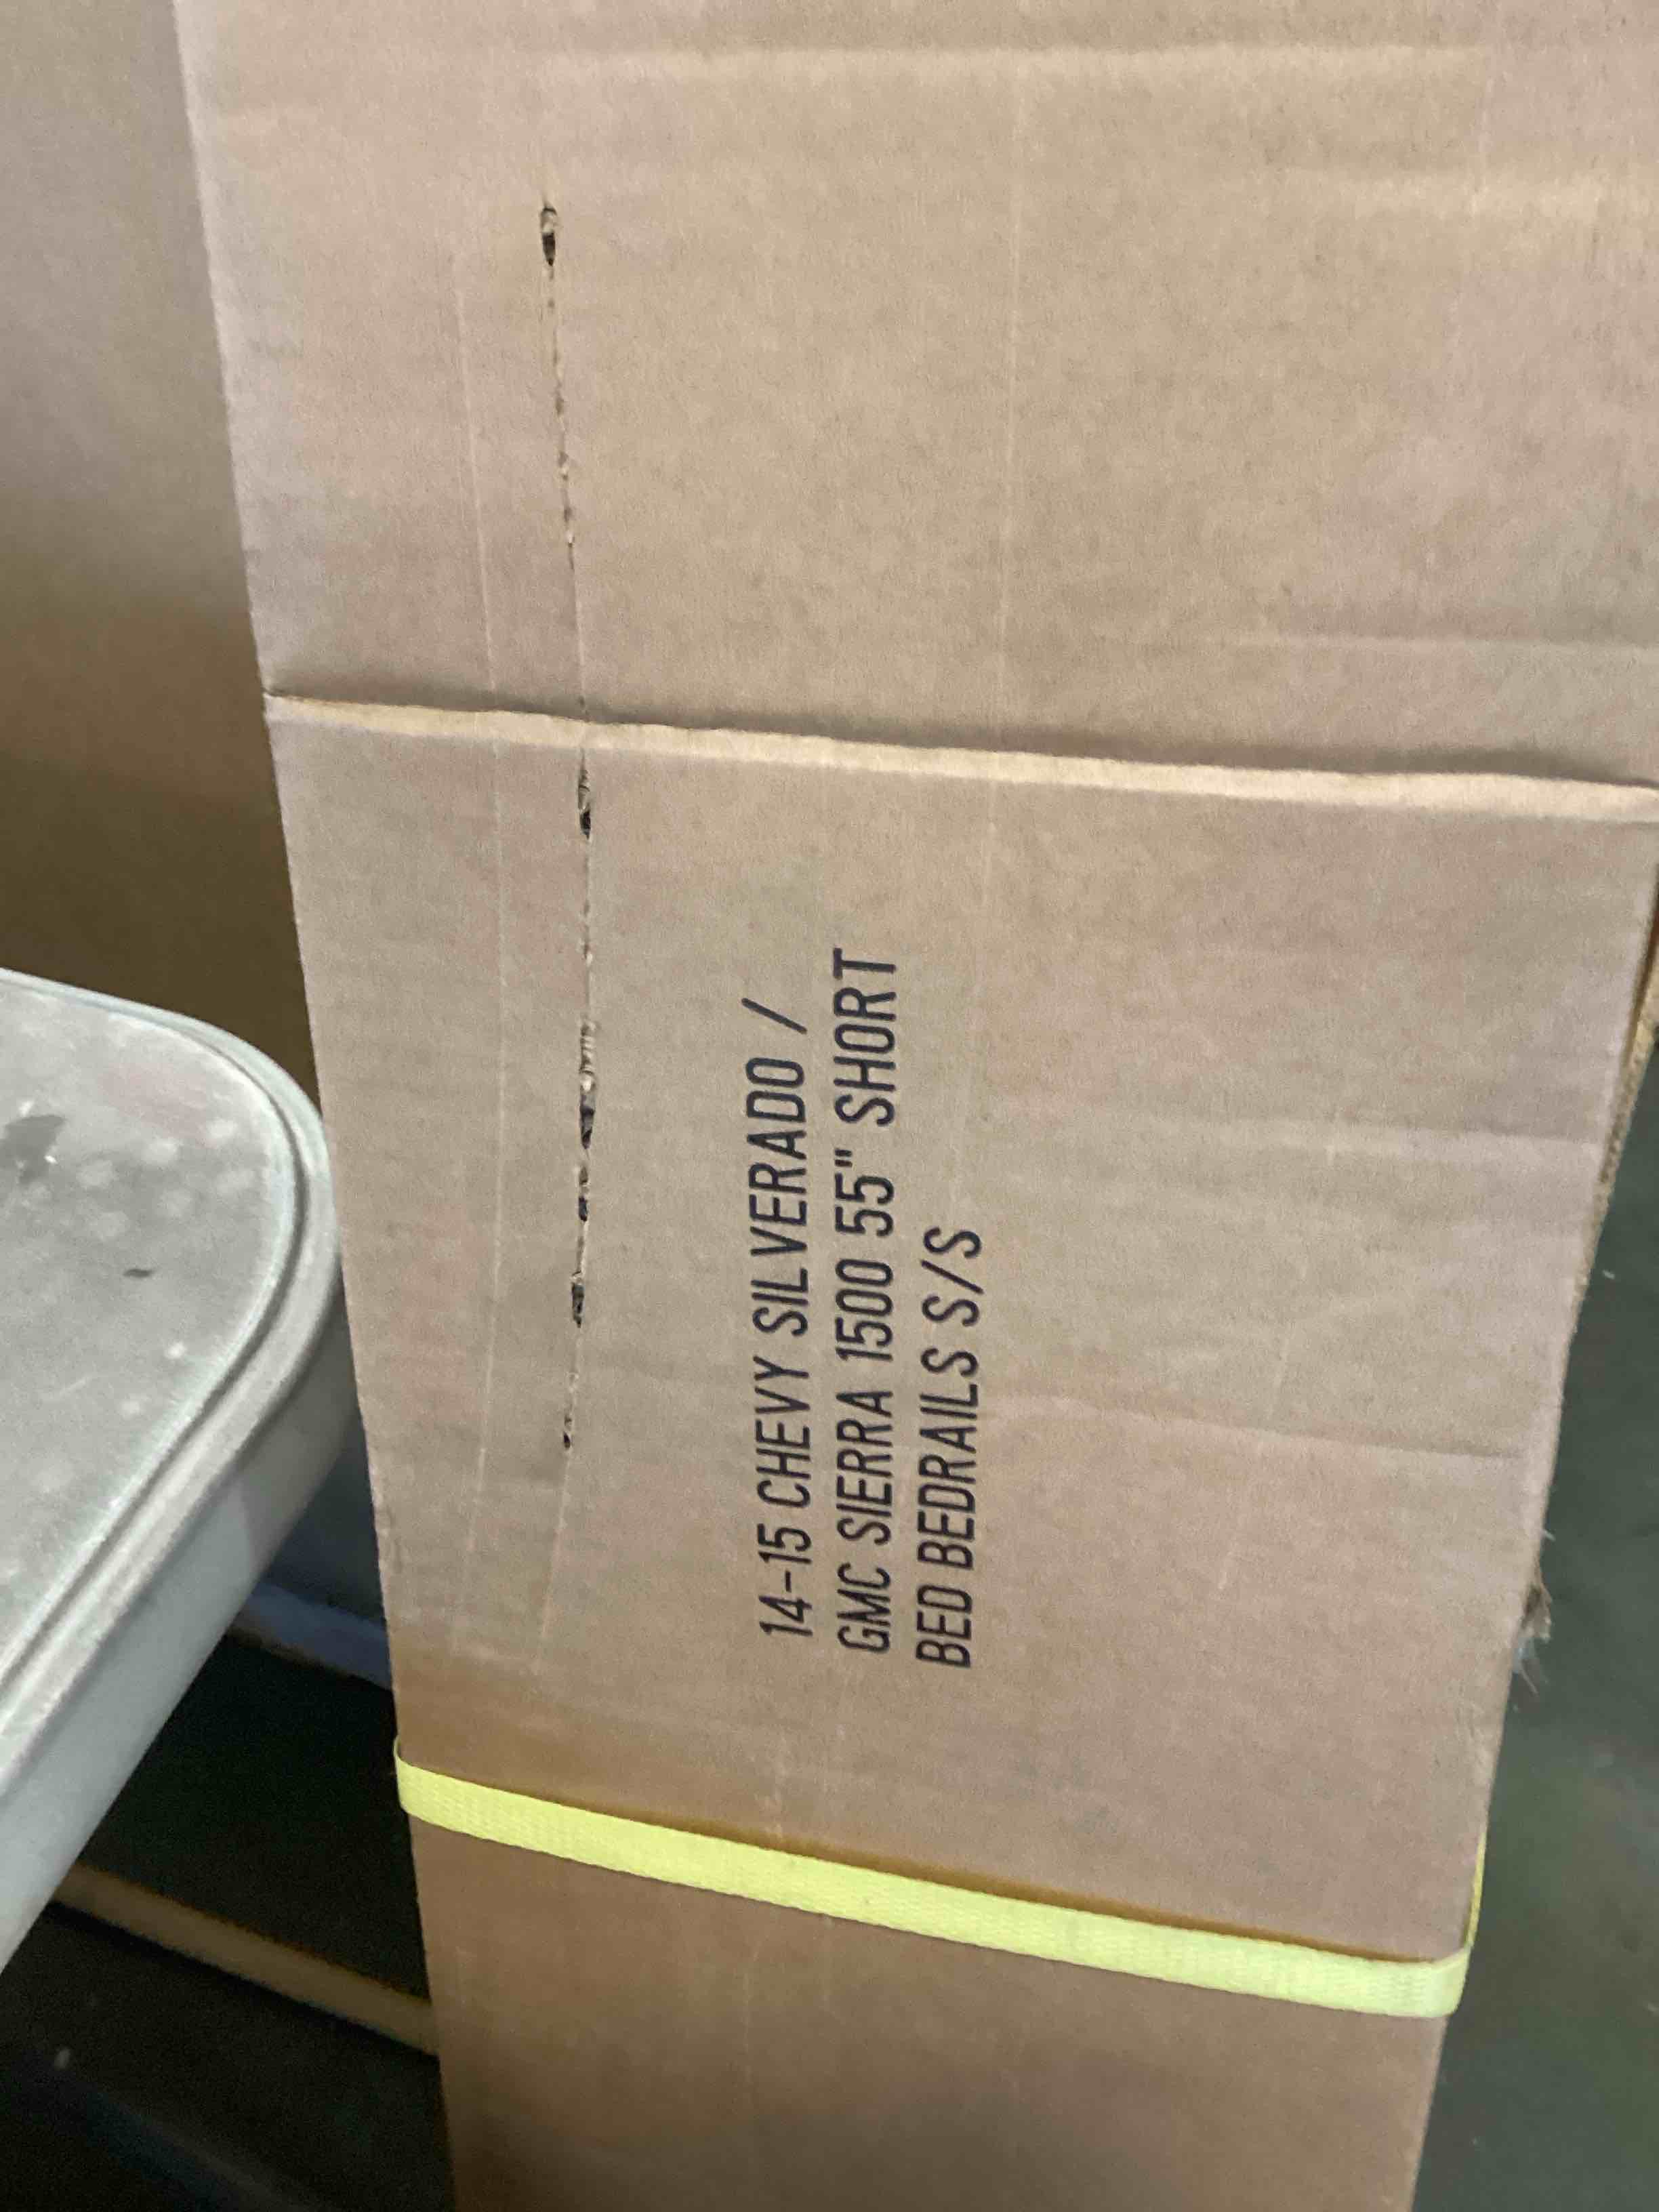 14-15 CHEVY SILVERADO /
GMC SIERRA 1500 55" SHORT
BED BEDRAILS S/S